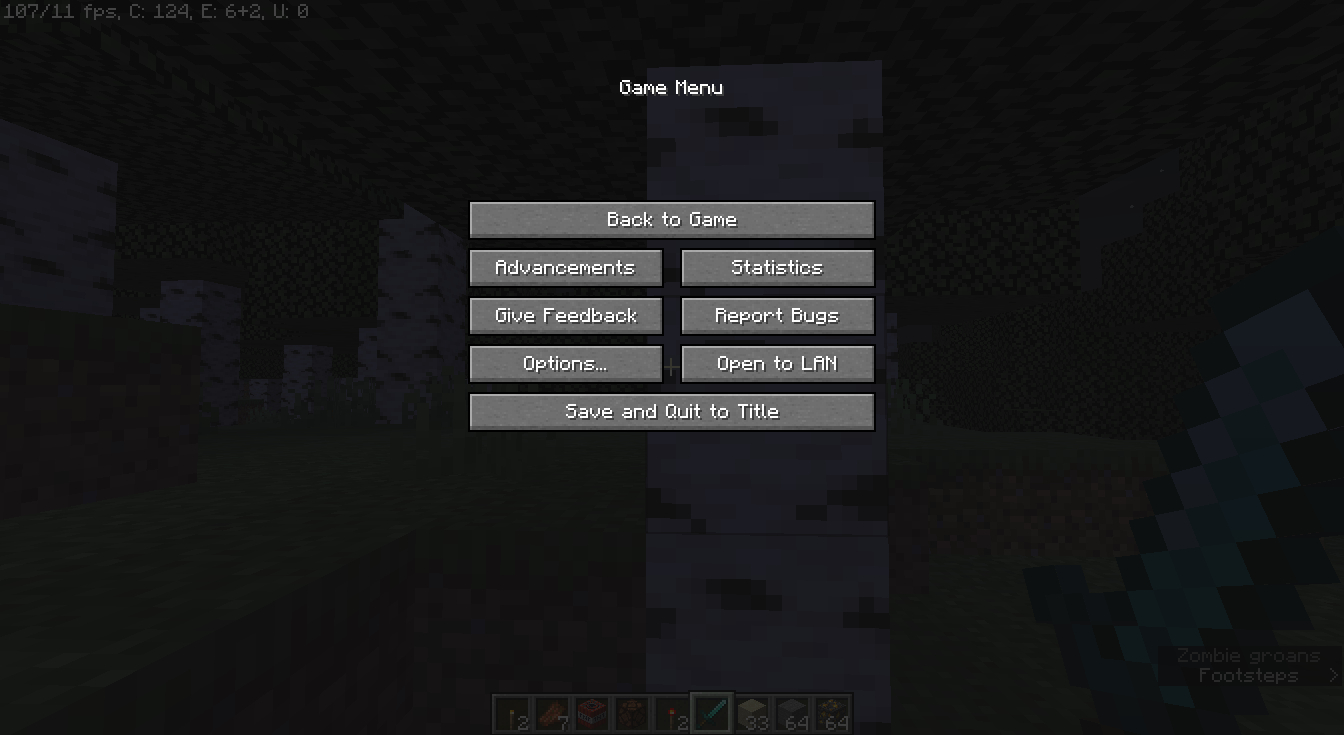 107/11 fps, C: 124, E: 6+2, U: 0
Game Menu
Back to Game
Advancements
Statistics
Give Feedback
Report Bugs
Options...
Open to LAN
Save and Quit to Title
Zombie groans
Footsteps >
2 7 2 33 64 64